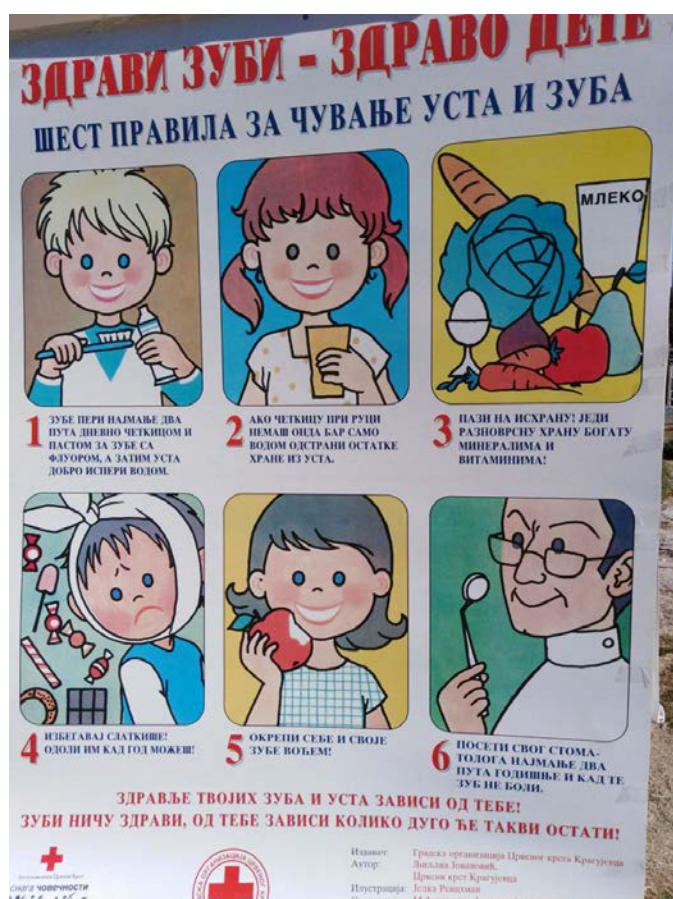 ЗДРАВИ ЗУБИ - ЗДРАВО ДЕТЕ
ШЕСТ ПРАВИЛА ЗА ЧУВАЊЕ УСТА И ЗУБА
МЛЕКО
1 ЗУБЕ ПЕРИ НАЈМАЊЕ ДВА
ПУТА ДНЕВНО ЧЕТКИЦОМ И
ПАСТОМ ЗА ЗУБЕ СА
ФЛУОРОМ, А ЗАТИМ УСТА
ДОБРО ИСПЕРИ ВОДОМ.
2 АКО ЧЕТКИЦУ ПРИ РУЦИ
НЕМАШ ОНДА БАР САМО
ВОДОМ ОДСТРАНИ ОСТАТКЕ
ХРАНЕ ИЗ УСТА.
3 ПАЗИ НА ИСХРАНУ! ЈЕДИ
РАЗНОВРСНУ ХРАНУ БОГАТУ
МИНЕРАЛИМА И
ВИТАМИНИМА!
4 ИЗБЕГАВАЈ СЛАТКИШЕ!
ОДОЛИ ИМ КАД ГОД МОЖЕШ!
5 ОКРЕПИ СЕБЕ И СВОЈЕ
ЗУБЕ ВОЋЕМ!
6 ПОСЕТИ СВОГ СТОМА-
ТОЛОГА НАЈМАЊЕ ДВА
ПУТА ГОДИШЊЕ И КАД ТЕ
ЗУБ НЕ БОЛИ.
ЗДРАВЉЕ ТВОЈИХ ЗУБА И УСТА ЗАВИСИ ОД ТЕБЕ!
ЗУБИ НИЧУ ЗДРАВИ, ОД ТЕБЕ ЗАВИСИ КОЛИКО ДУГО ЋЕ ТАКВИ ОСТАТИ!
човечности
Издавач: Градска организација Црвеног крста Крагујевца
Аутор: Љиљана Јовановић,
Црвени крст Крагујевца
Илустрација: Јелка Рајхман